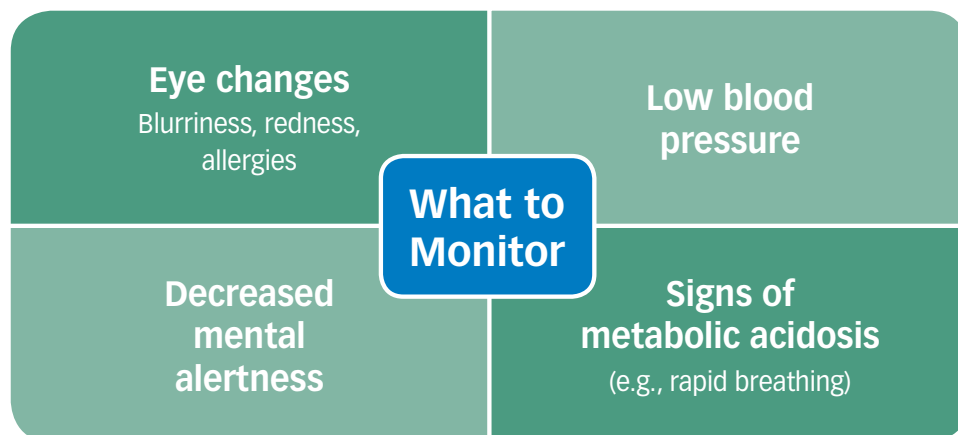 Eye changes
Blurriness, redness,
allergies
Low blood
pressure
What to
Monitor
Decreased
mental
alertness
Signs of
metabolic acidosis
(e.g., rapid breathing)